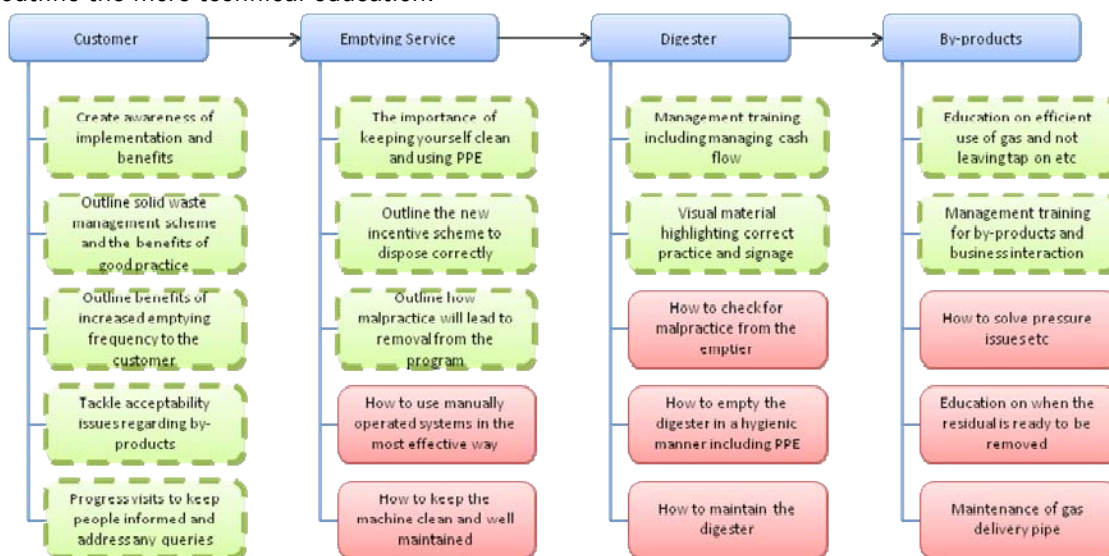 outline the more technical education.
Customer
Emptying Service
Digester
By-products
Create awareness of
implementation and
benefits
Outline solid waste
management scheme
and the benefits of
good practice
Outline benefits of
increased emptying
frequency to the
customer
Tackle acceptability
issues regarding by-
products
Progress visits to keep
people informed and
address any queries
The importance of
keeping yourself clean
and using PPE
Outline the new
incentive scheme to
dispose correctly
Outline how
malpractice will lead to
removal from the
program
How to use manually
operated systems in the
most effective way
How to keep the
machine clean and well
maintained
Management training
including managing cash
flow
Visual material
highlighting correct
practice and signage
How to check for
malpractice from the
emptier
How to empty the
digester in a hygienic
manner including PPE
How to maintain the
digester
Education on efficient
use of gas and not
leaving tap on etc
Management training
for by-products and
business interaction
How to solve pressure
issues etc
Education on when the
residual is ready to be
removed
Maintenance of gas
delivery pipe